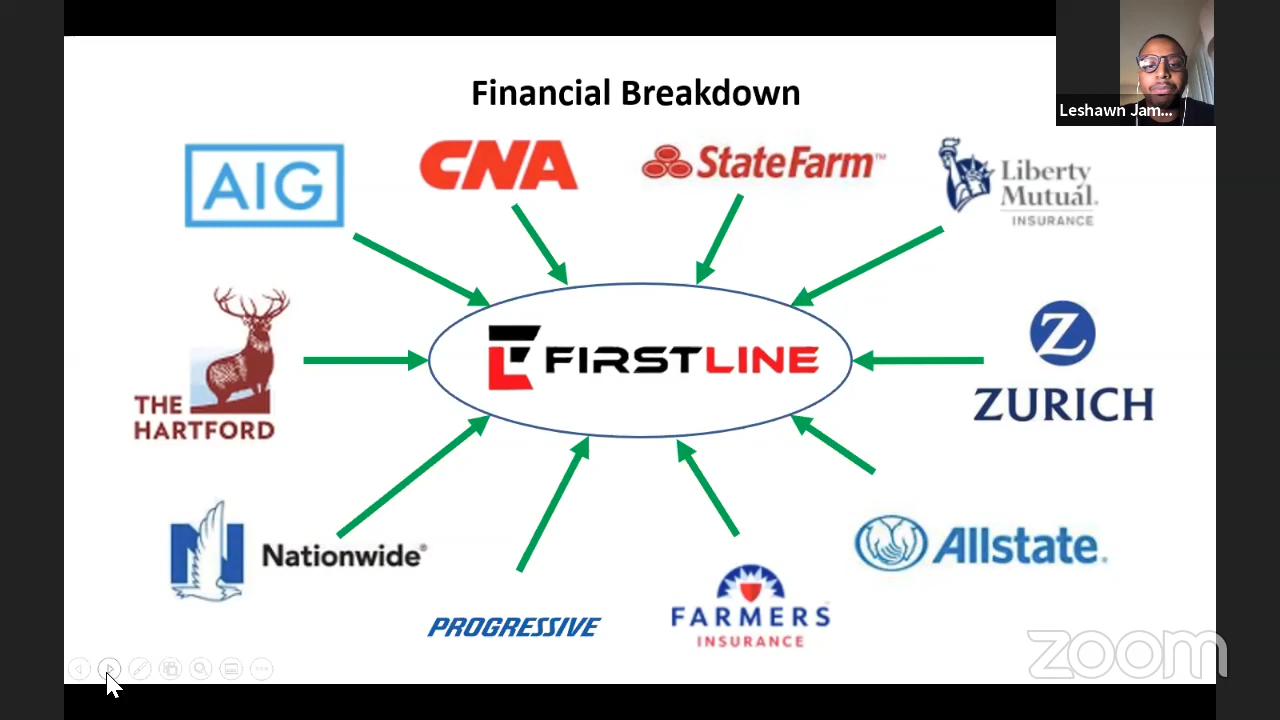 Financial Breakdown
Leshawn Jam...
AIG
CNA
StateFarm™
Liberty
Mutual.
INSURANCE
THE
HARTFORD
FIRSTLINE
Z
ZURICH
N
Nationwide®
PROGRESSIVE
FARMERS
INSURANCE
Allstate.
zoom